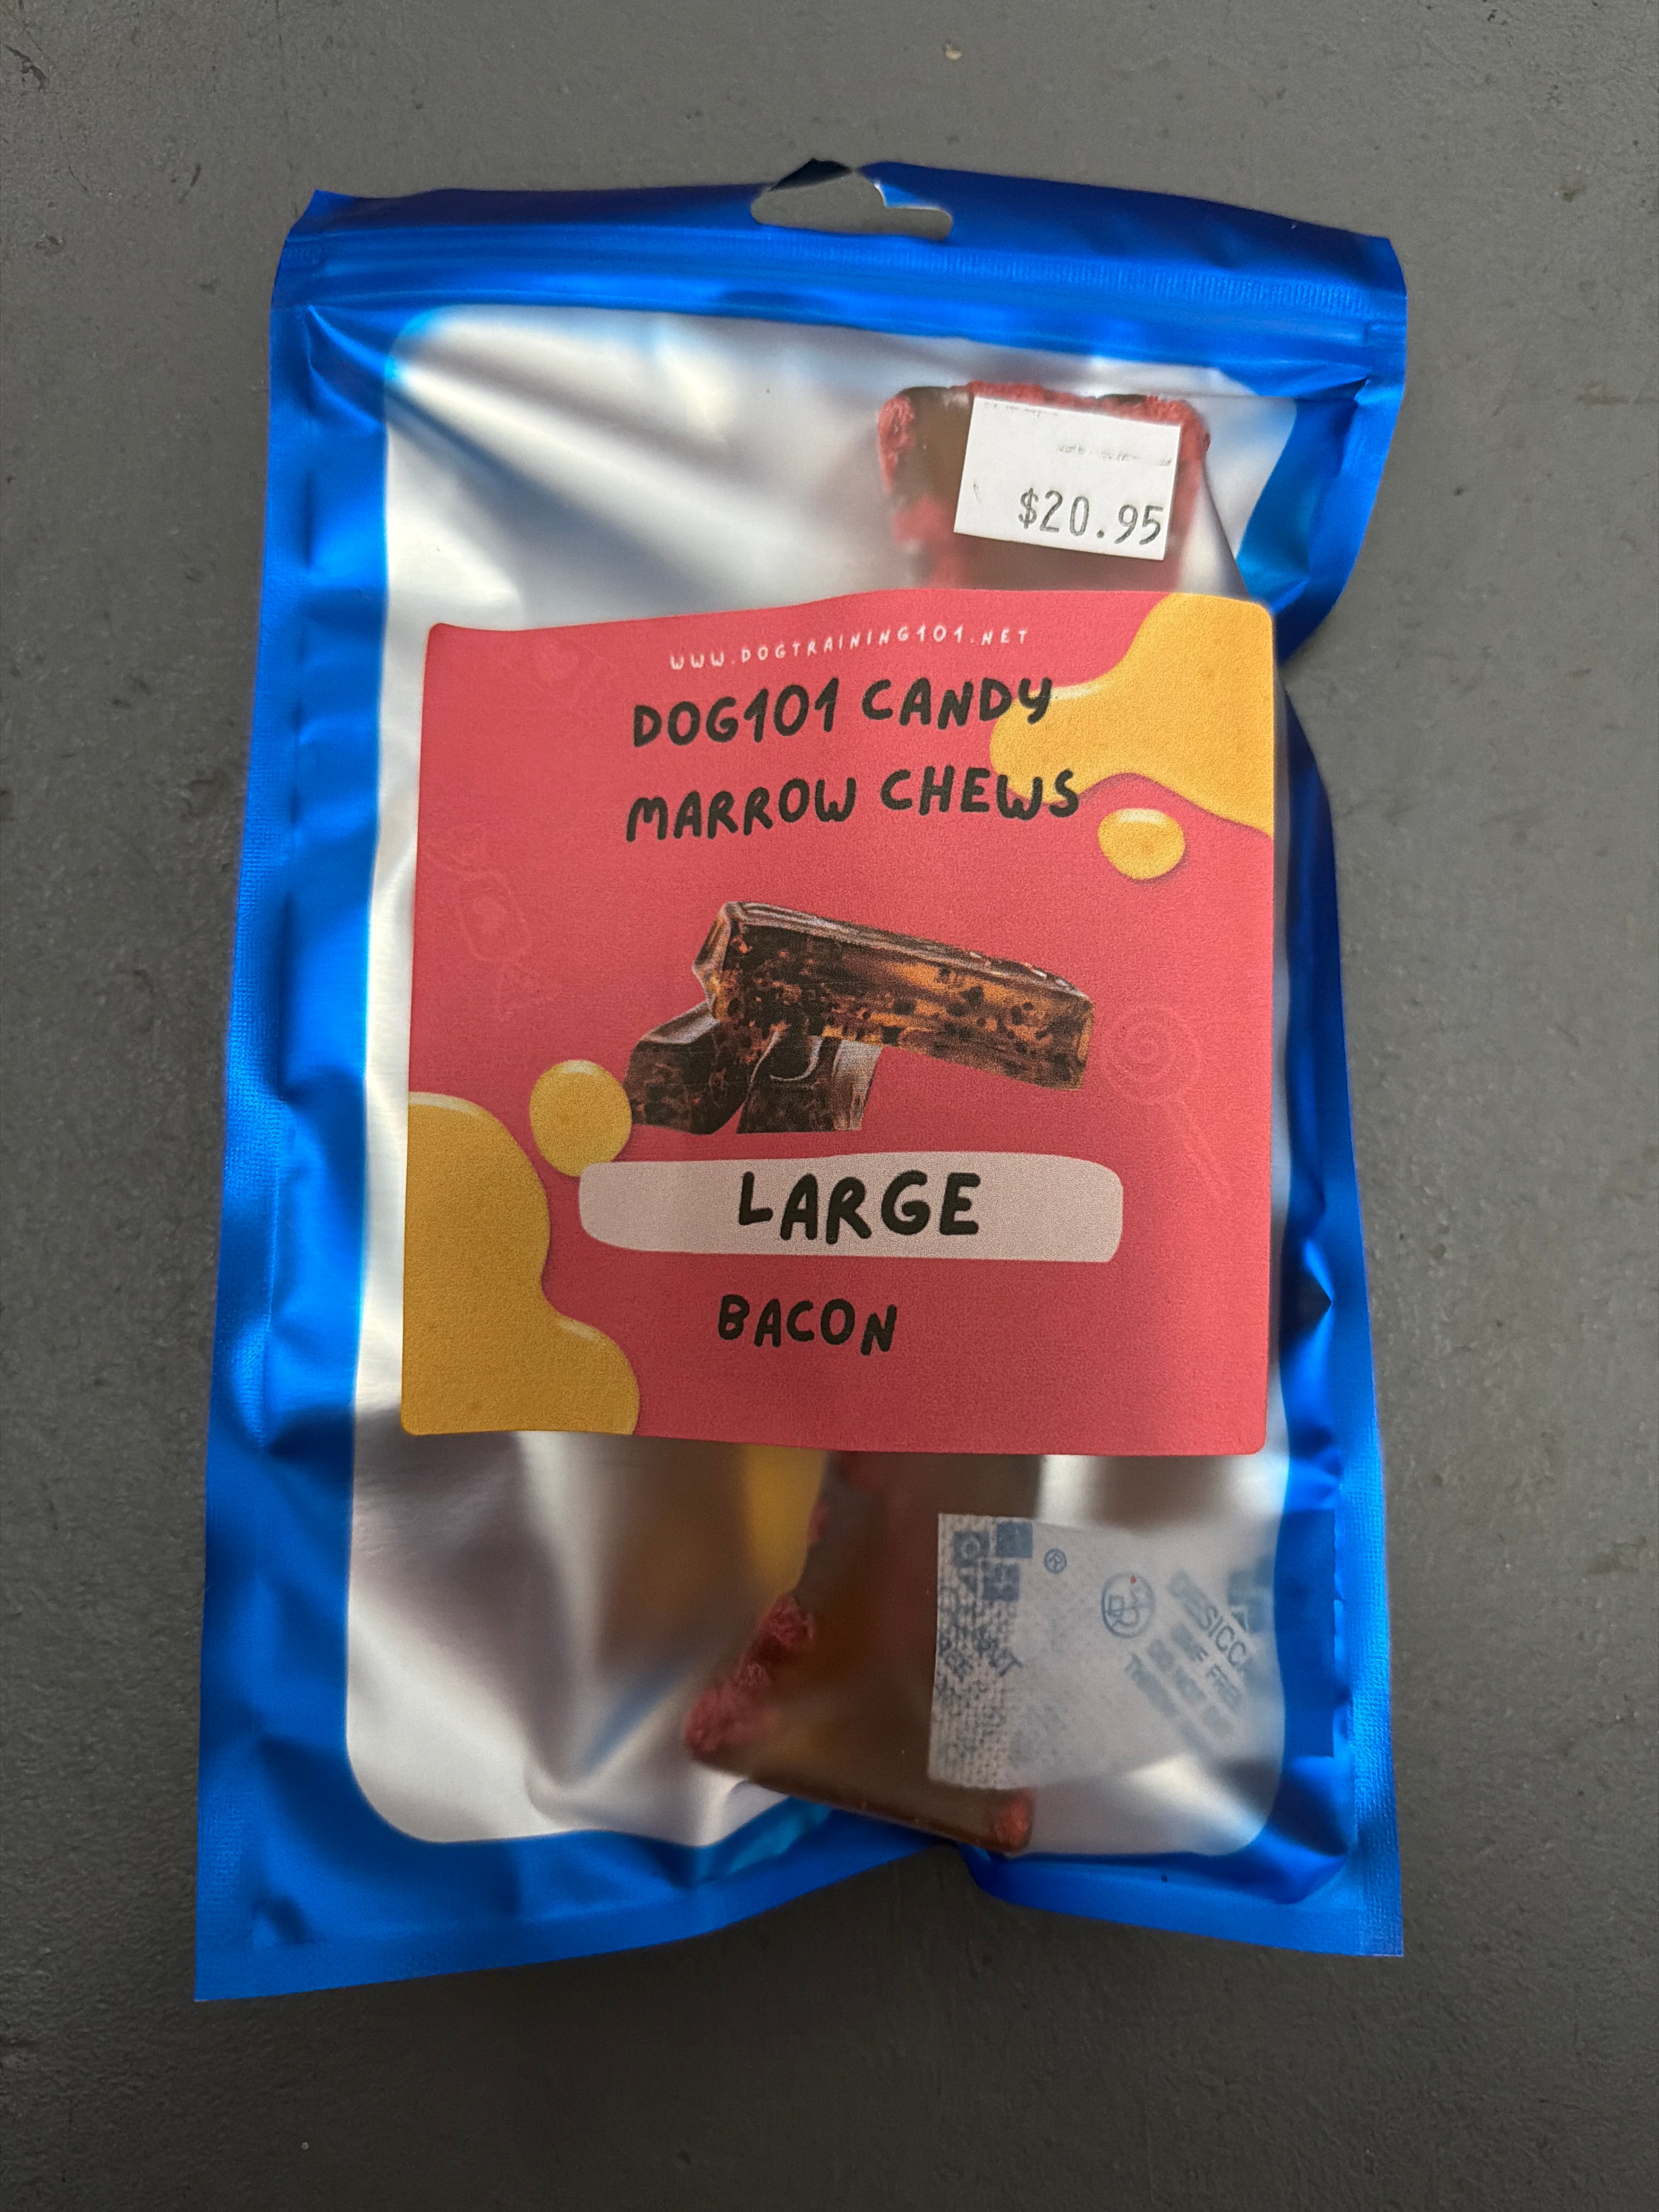 $20.95
WWW.DOGTRAINING101.NET
DOG101 CANDY
MARROW CHEWS
LARGE
BACON
®